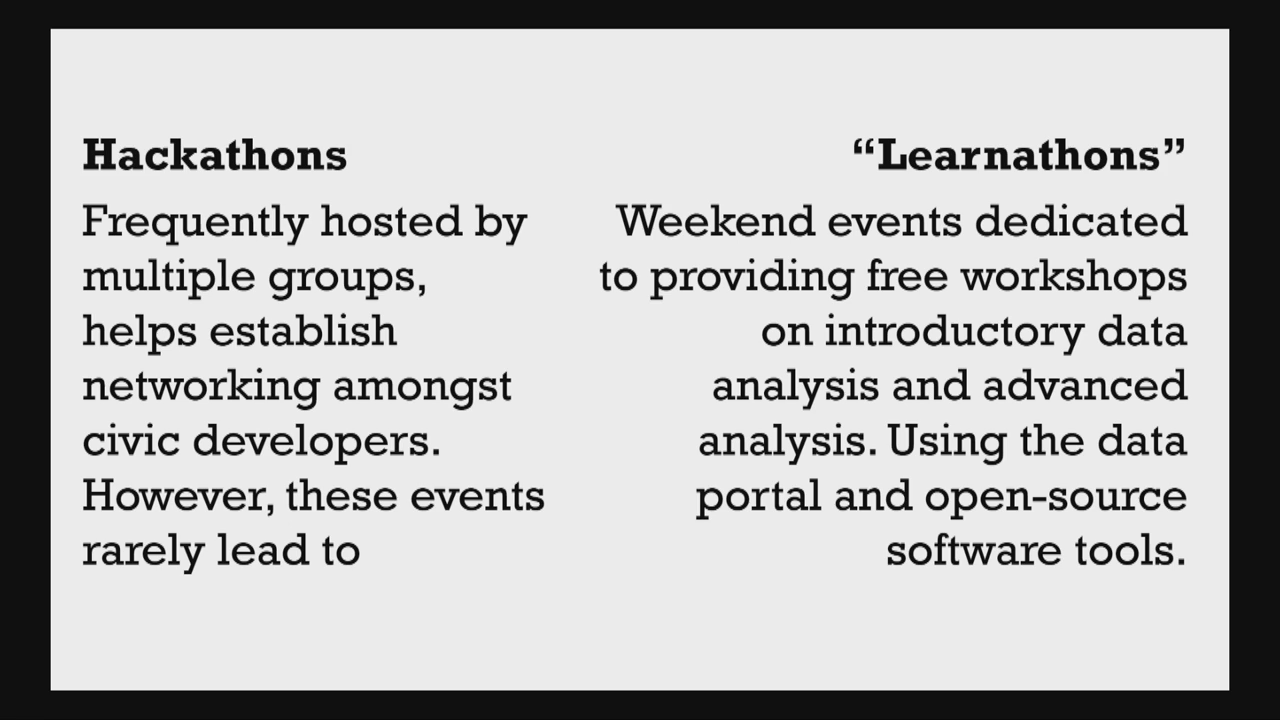 Hackathons
Frequently hosted by
multiple groups,
helps establish
networking amongst
civic developers.
However, these events
rarely lead to
“Learnathons”
Weekend events dedicated
to providing free workshops
on introductory data
analysis and advanced
analysis. Using the data
portal and open-source
software tools.